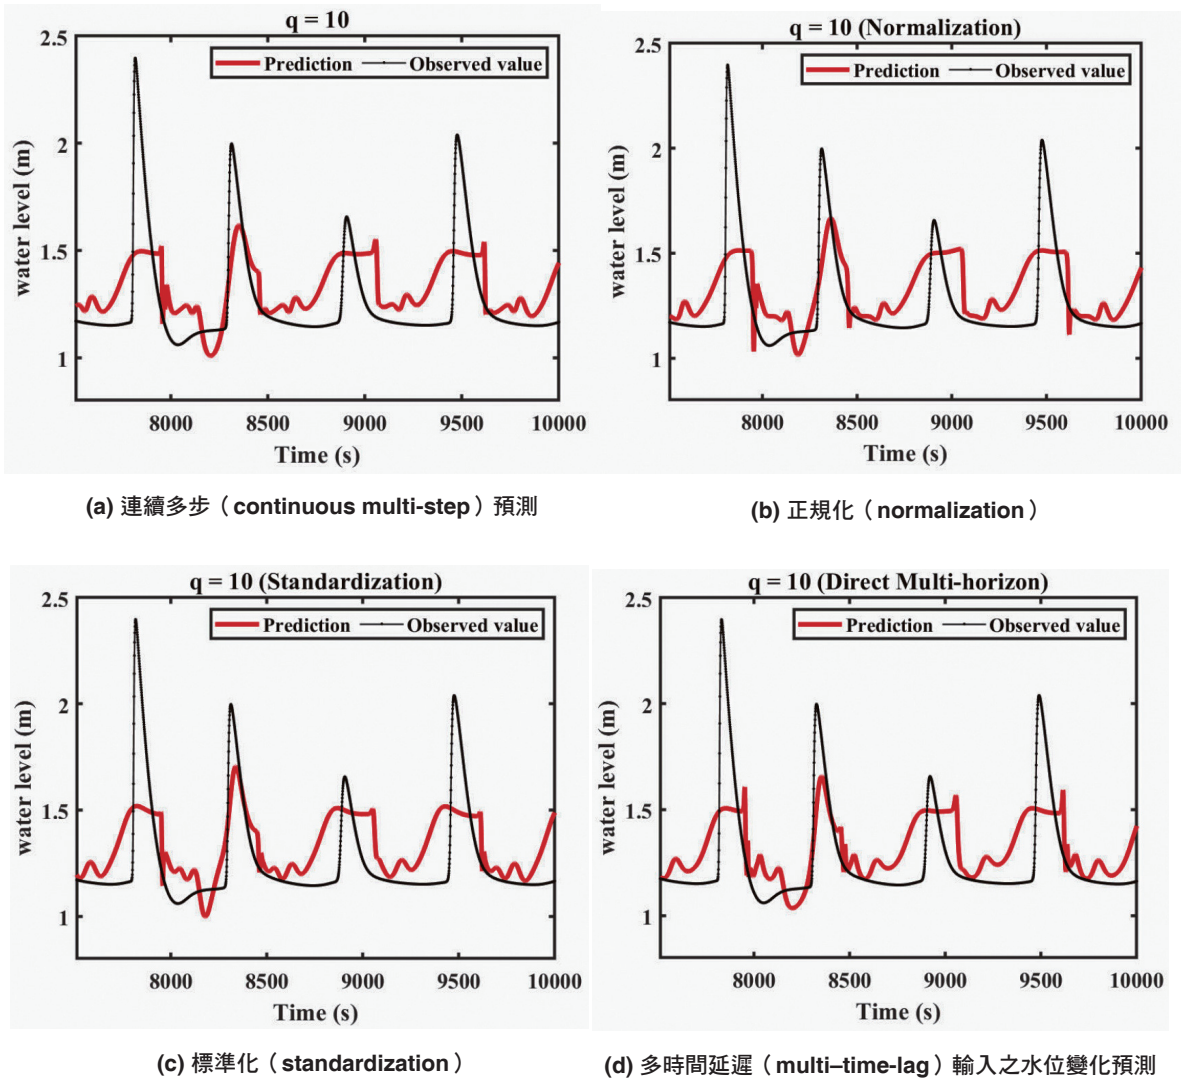 q = 10
Prediction
Observed value
2.5
2
1.5
1
water level (m)
8000 8500 9000 9500 10000
Time (s)
(a) 連續多步（continuous multi-step）預測
q = 10 (Normalization)
Prediction
Observed value
2.5
2
1.5
1
water level (m)
8000 8500 9000 9500 10000
Time (s)
(b) 正規化（normalization）
q = 10 (Standardization)
Prediction
Observed value
2.5
2
1.5
1
water level (m)
8000 8500 9000 9500 10000
Time (s)
(c) 標準化（standardization）
q = 10 (Direct Multi-horizon)
Prediction
Observed value
2.5
2
1.5
1
water level (m)
8000 8500 9000 9500 10000
Time (s)
(d) 多時間延遲（multi–time-lag）輸入之水位變化預測